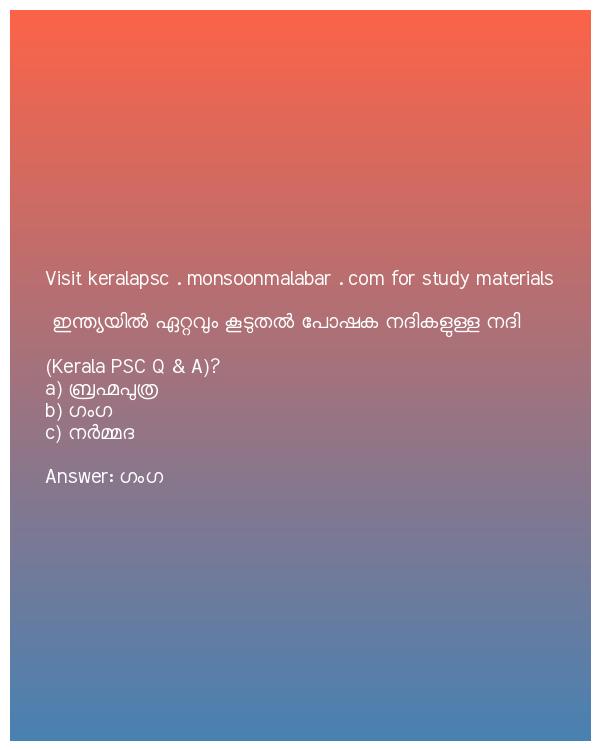 Visit keralapsc . monsoonmalabar . com for study materials
ഇന്ത്യയിൽ ഏറ്റവും കൂടുതൽ പോഷക നദികളുള്ള നദി
(Kerala PSC Q & A)?
a) ബ്രഹ്മപുത്ര
b) ഗംഗ
c) നർമ്മദ
Answer: ഗംഗ